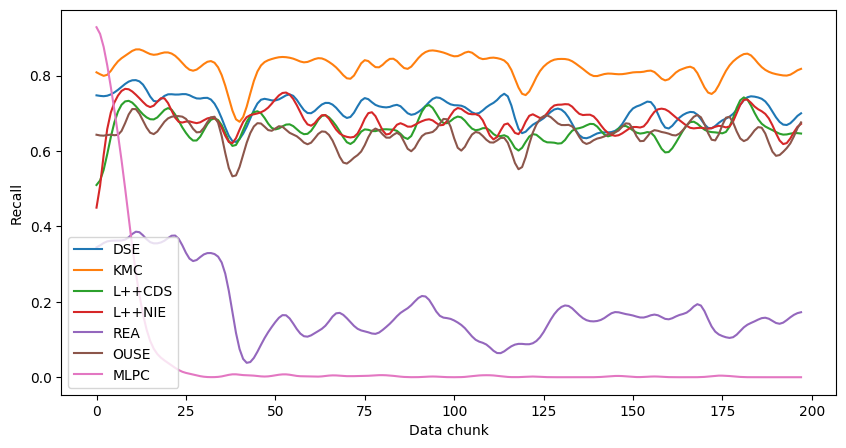 Recall
0.8
0.6
0.4
0.2
0.0
DSE
KMC
L++CDS
L++NIE
REA
OUSE
MLPC
0 25 50 75 100 125 150 175 200
Data chunk